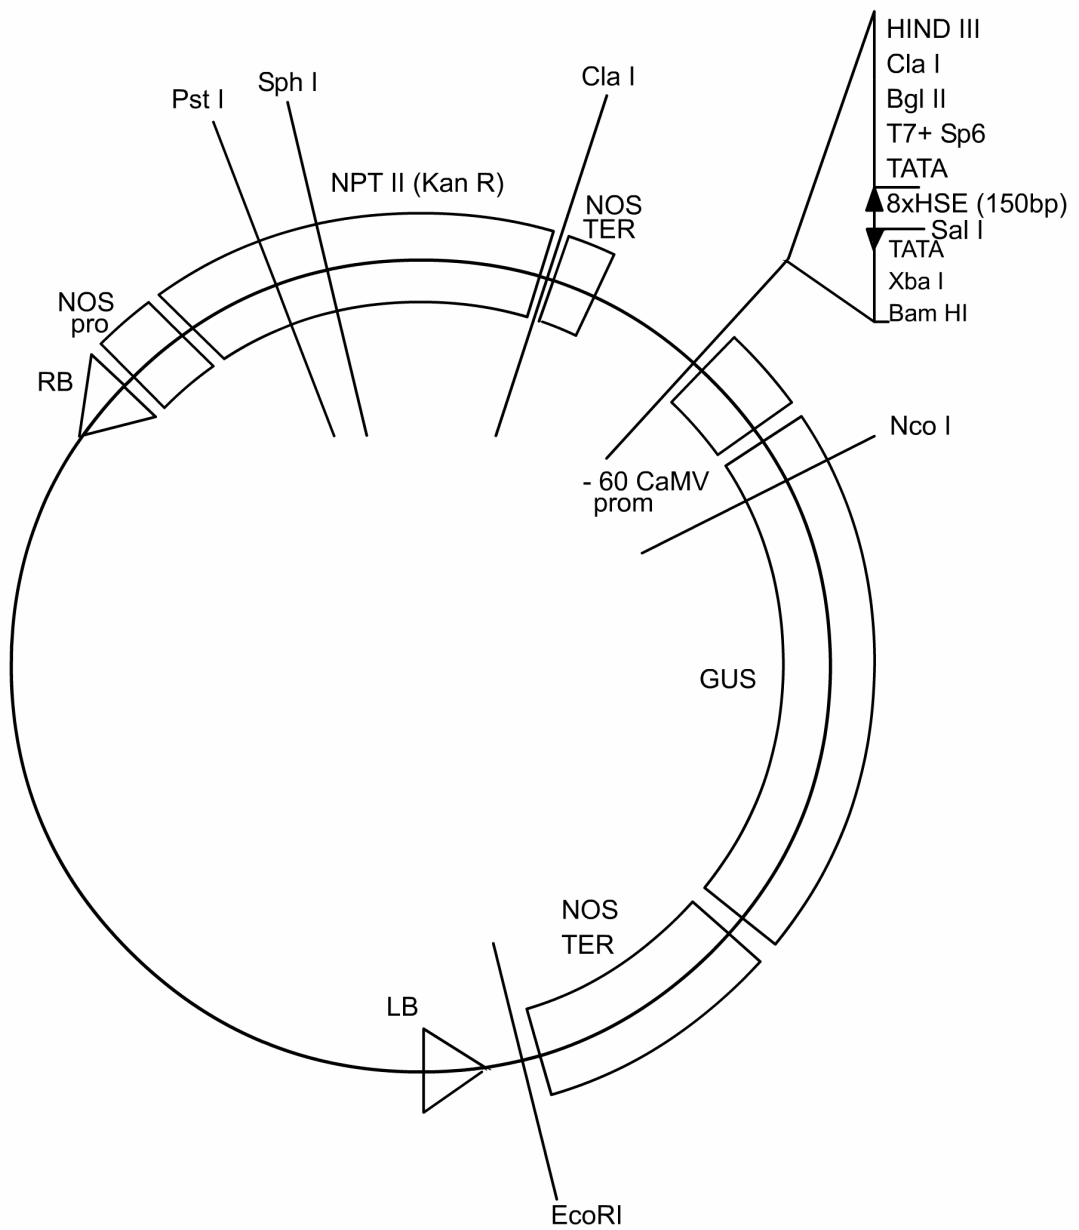 HIND III
Cla I
Bgl II
T7+ Sp6
TATA
8xHSE (150bp)
Sal I
TATA
Xba I
Bam HI
Cla I
Sph I
Pst I
NPT II (Kan R)
NOS
TER
NOS
pro
RB
Nco I
- 60 CaMV
prom
GUS
NOS
TER
LB
EcoRI